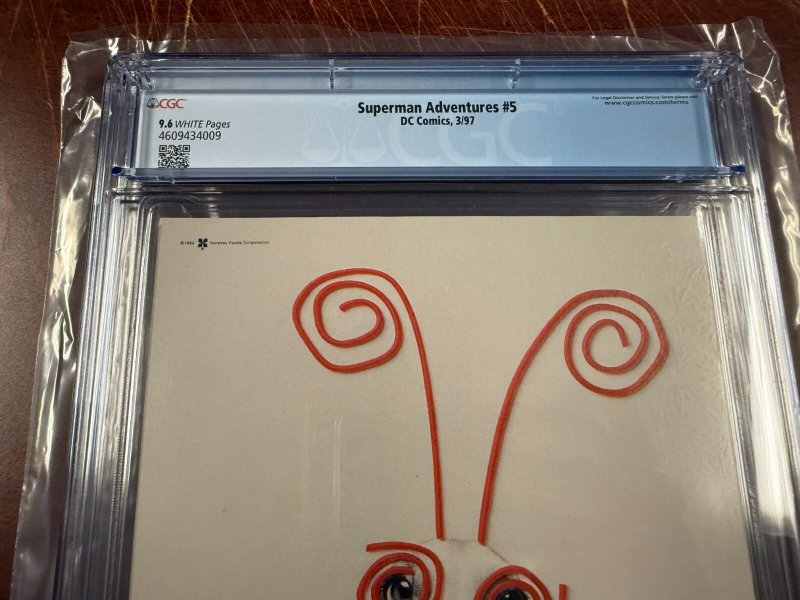 CGC
Superman Adventures #5
For Legal Disclaimer and Service Terms please visit:
www.cgccomics.com/terms
9.6 WHITE Pages
DC Comics, 3/97
4609434009
CGC
©1996 Hershey Foods Corporation